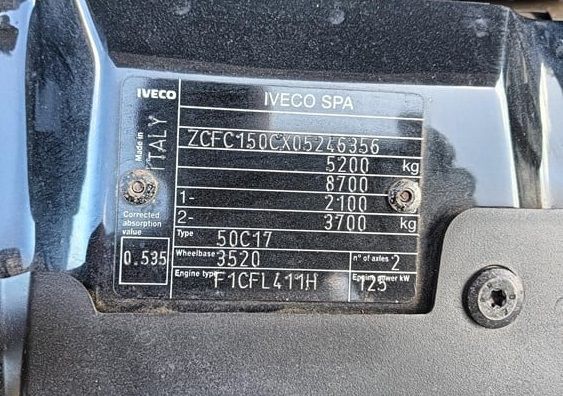 IVECO
IVECO SPA
Made in
ITALY
ZCFC150CX05246356
5200 kg
8700
1- 2100
2- 3700 kg
Corrected
absorption
value
0.535
Type 50C17
Wheelbase 3520
n° of axles 2
Engine type F1CFL411H
Engine power kW 125